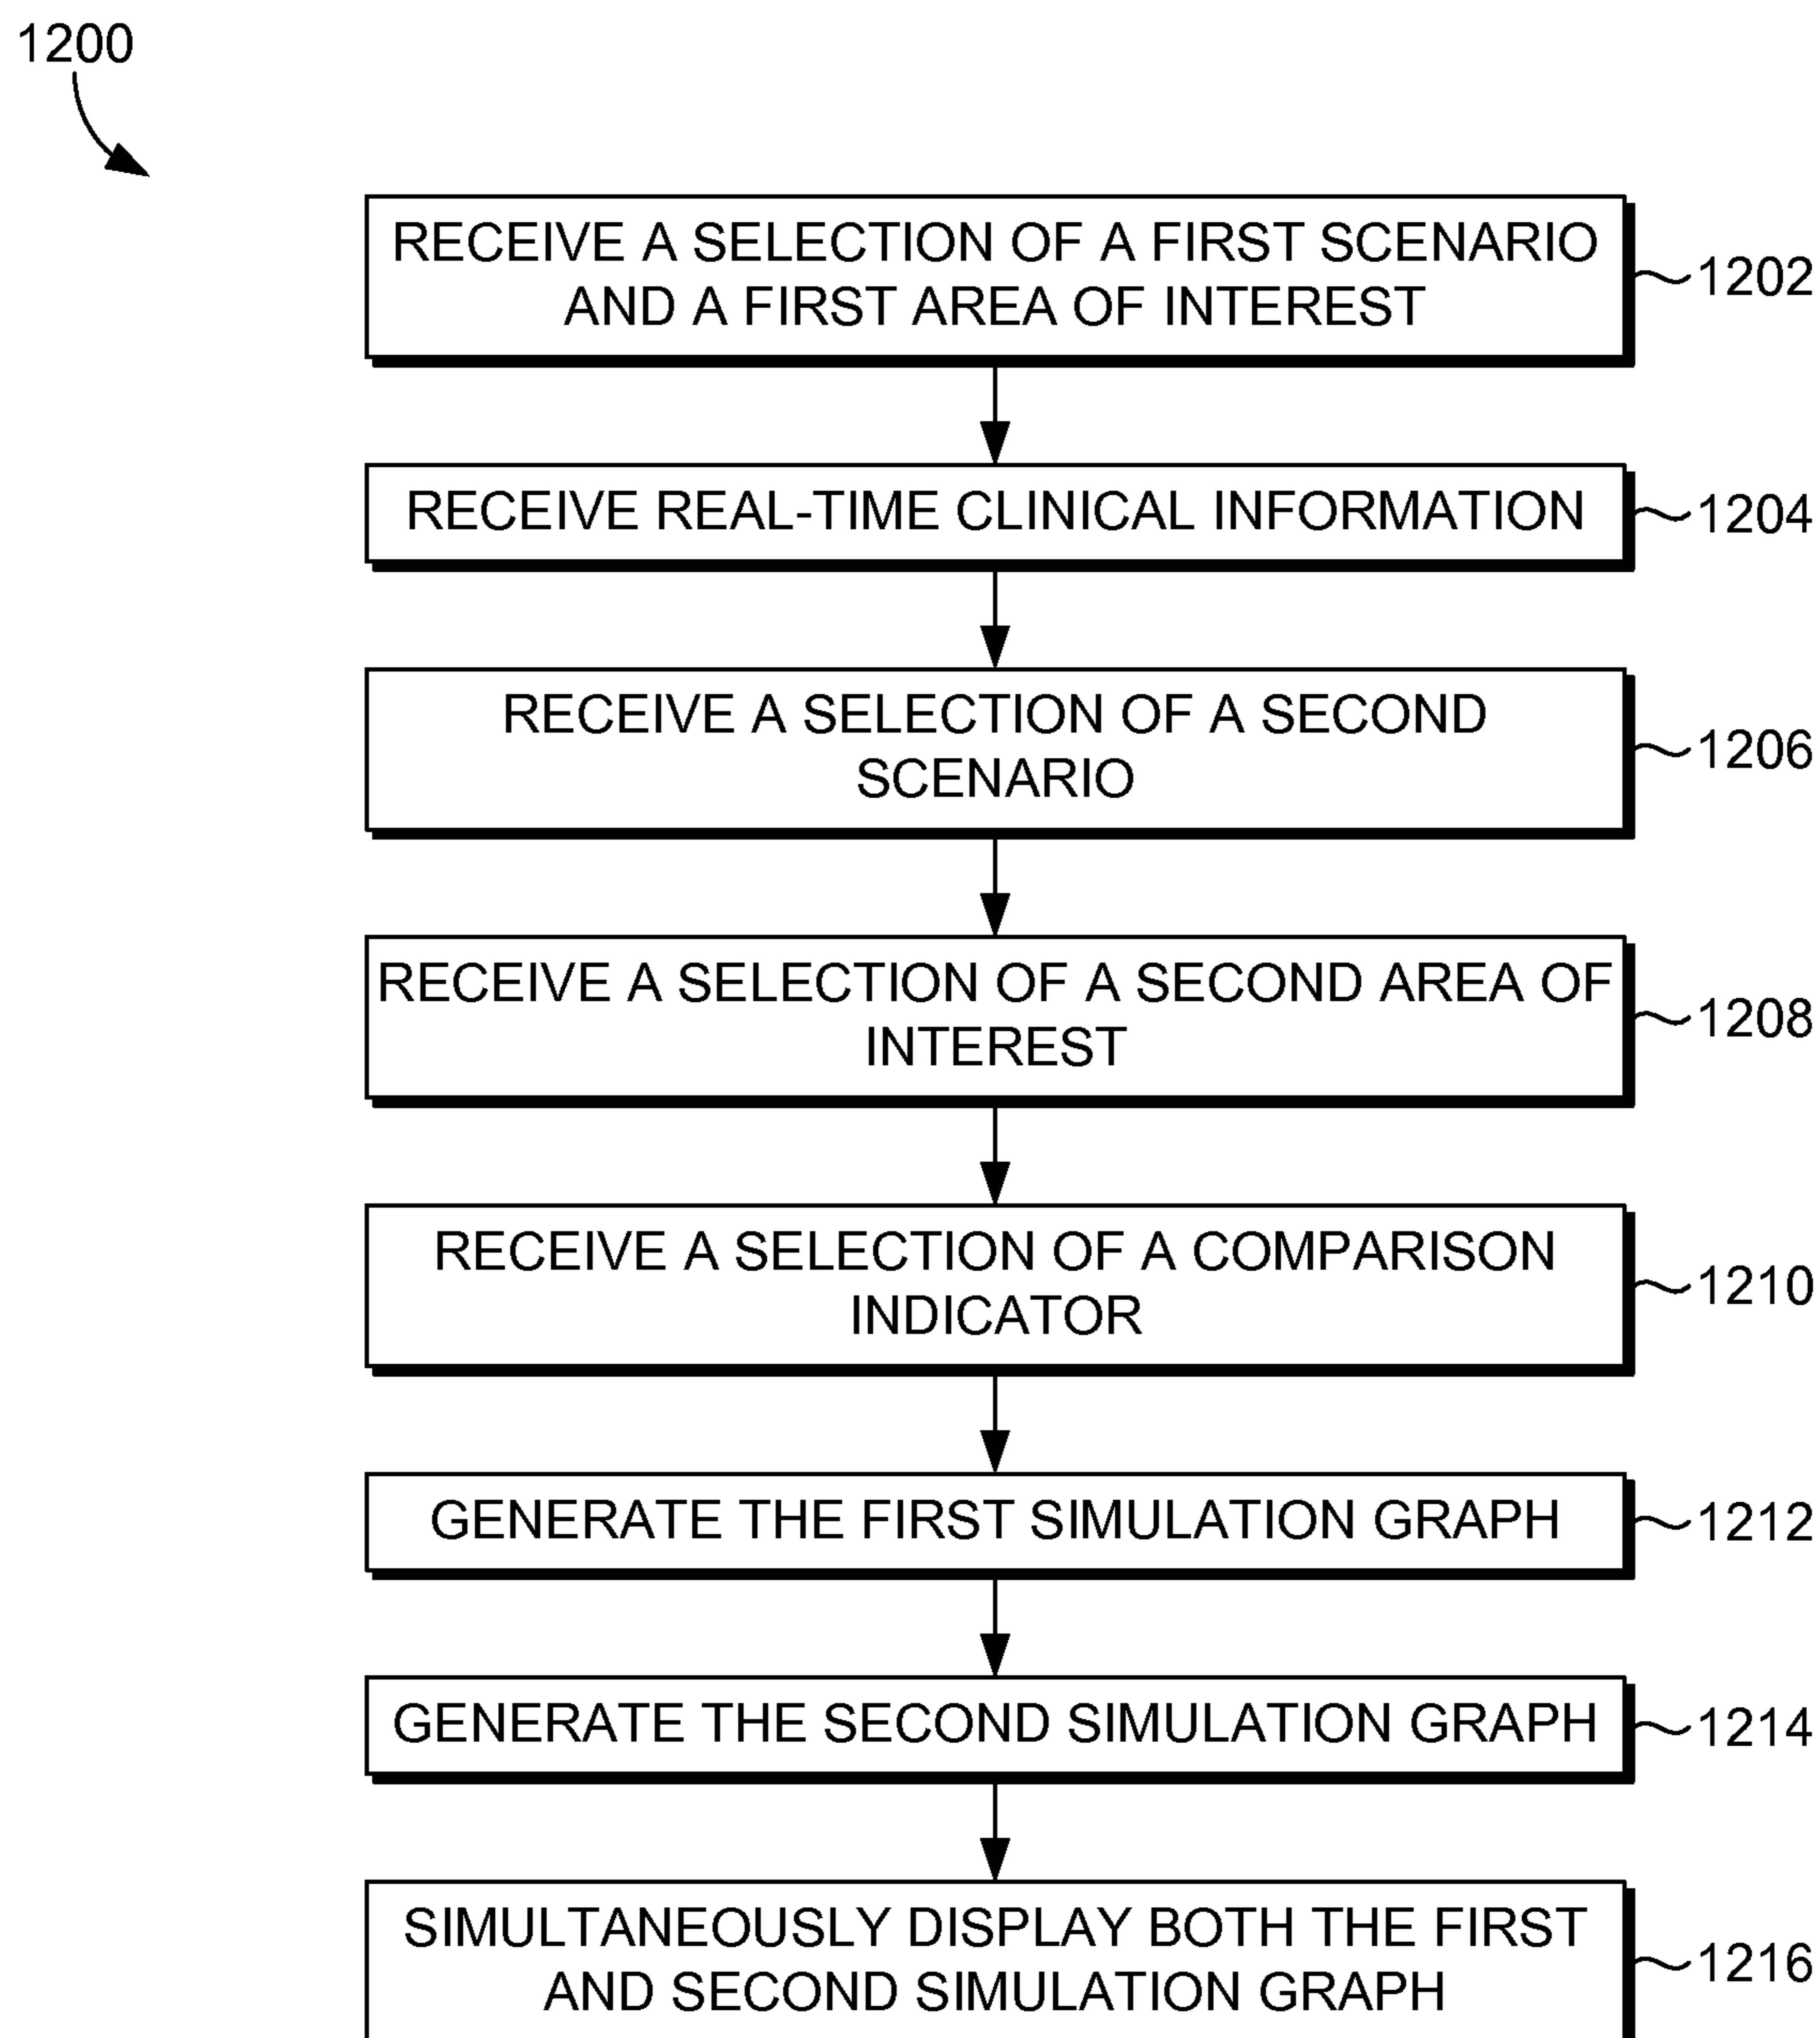 1200
RECEIVE A SELECTION OF A FIRST SCENARIO
AND A FIRST AREA OF INTEREST
1202
RECEIVE REAL-TIME CLINICAL INFORMATION
1204
RECEIVE A SELECTION OF A SECOND
SCENARIO
1206
RECEIVE A SELECTION OF A SECOND AREA OF
INTEREST
1208
RECEIVE A SELECTION OF A COMPARISON
INDICATOR
1210
GENERATE THE FIRST SIMULATION GRAPH
1212
GENERATE THE SECOND SIMULATION GRAPH
1214
SIMULTANEOUSLY DISPLAY BOTH THE FIRST
AND SECOND SIMULATION GRAPH
1216